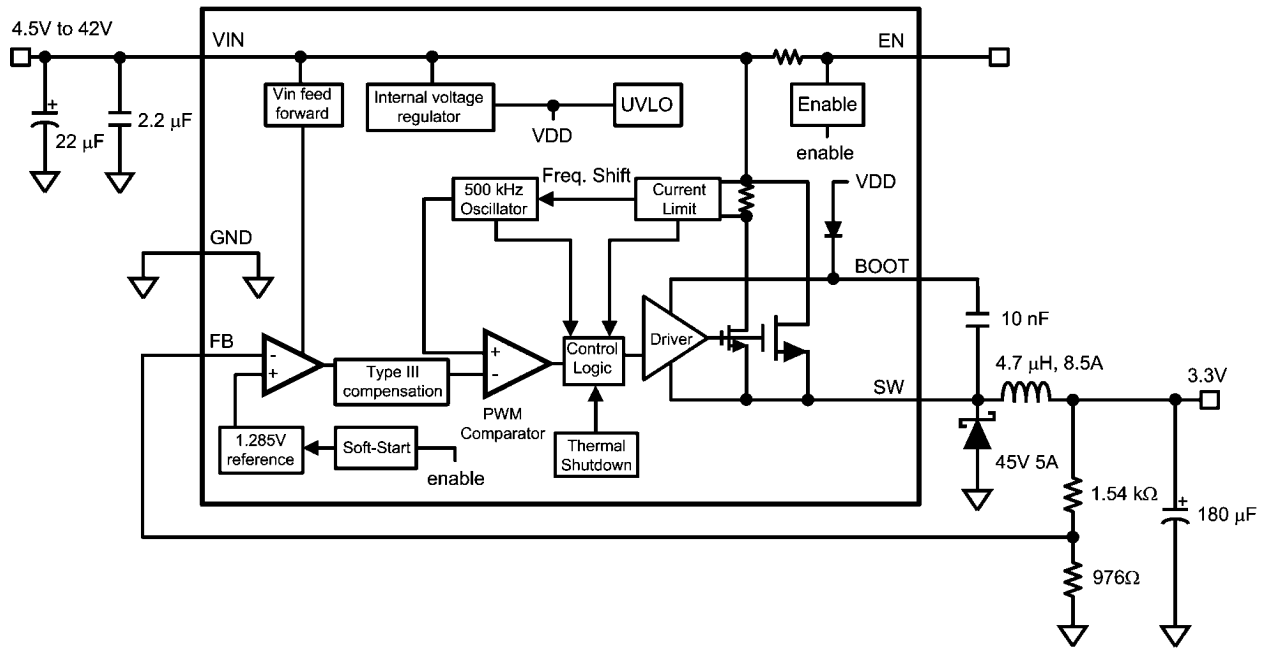 4.5V to 42V
VIN
EN
+
22 μF
2.2 μF
Vin feed
forward
Internal voltage
regulator
VDD
UVLO
Enable
enable
500 kHz
Oscillator
Freq. Shift
Current
Limit
VDD
GND
BOOT
10 nF
FB
-
+
Type III
compensation
+
-
PWM
Comparator
Control
Logic
Driver
SW
4.7 μH, 8.5A
3.3V
1.285V
reference
Soft-Start
enable
Thermal
Shutdown
45V 5A
1.54 kΩ
+
180 μF
976Ω